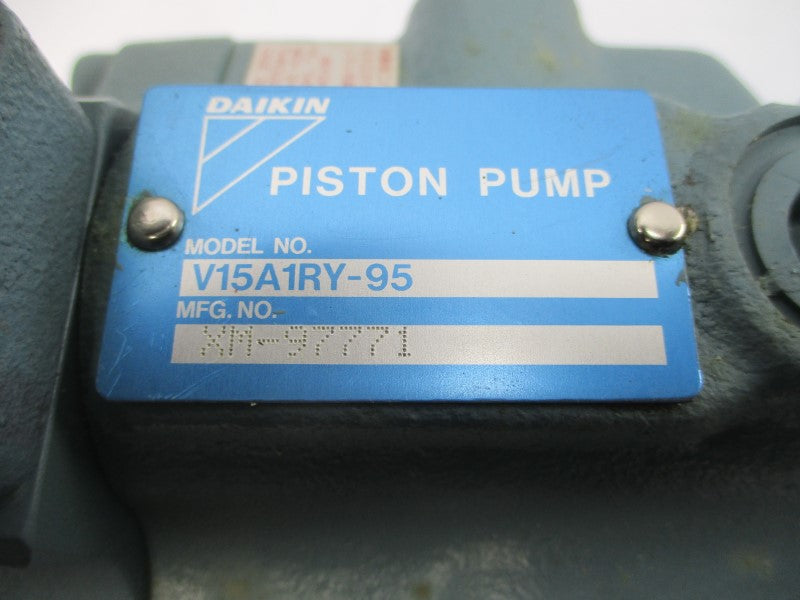 DAIKIN
PISTON PUMP
MODEL NO.
V15A1RY-95
MFG. NO.
XM-97771